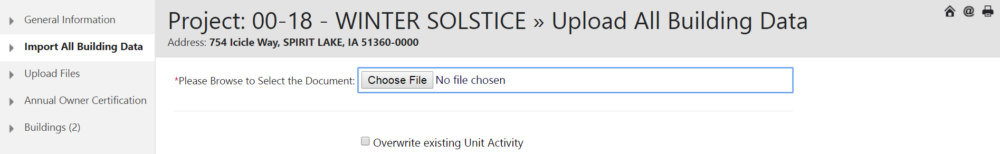 General Information
Import All Building Data
Upload Files
Annual Owner Certification
Buildings (2)
Project: 00-18 - WINTER SOLSTICE » Upload All Building Data
Address: 754 Icicle Way, SPIRIT LAKE, IA 51360-0000
*Please Browse to Select the Document: Choose File No file chosen
Overwrite existing Unit Activity